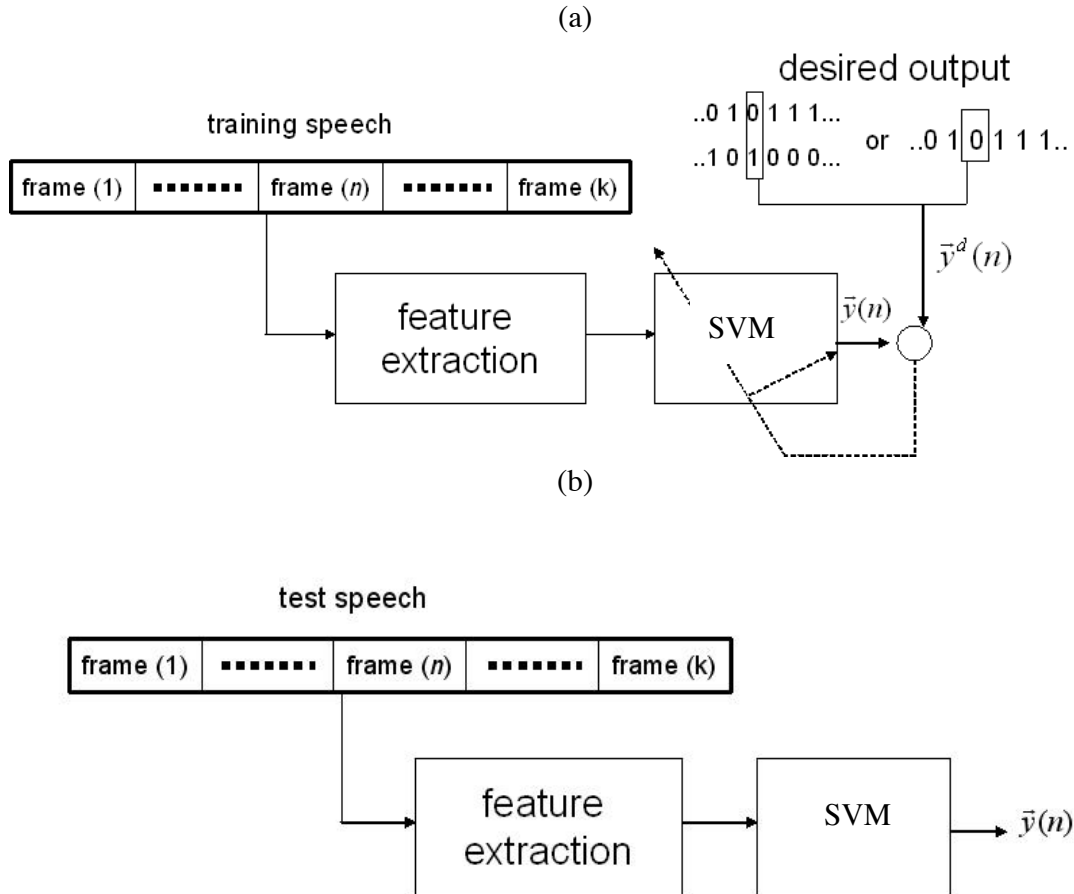 (a)
desired output
..0 1 0 1 1 1...
..1 0 1 0 0 0...
or
..0 1 0 1 1 1..
training speech
frame (1) frame (n) frame (k)
y⃗ᵈ(n)
feature
extraction
SVM
y⃗(n)
(b)
test speech
frame (1) frame (n) frame (k)
feature
extraction
SVM
y⃗(n)